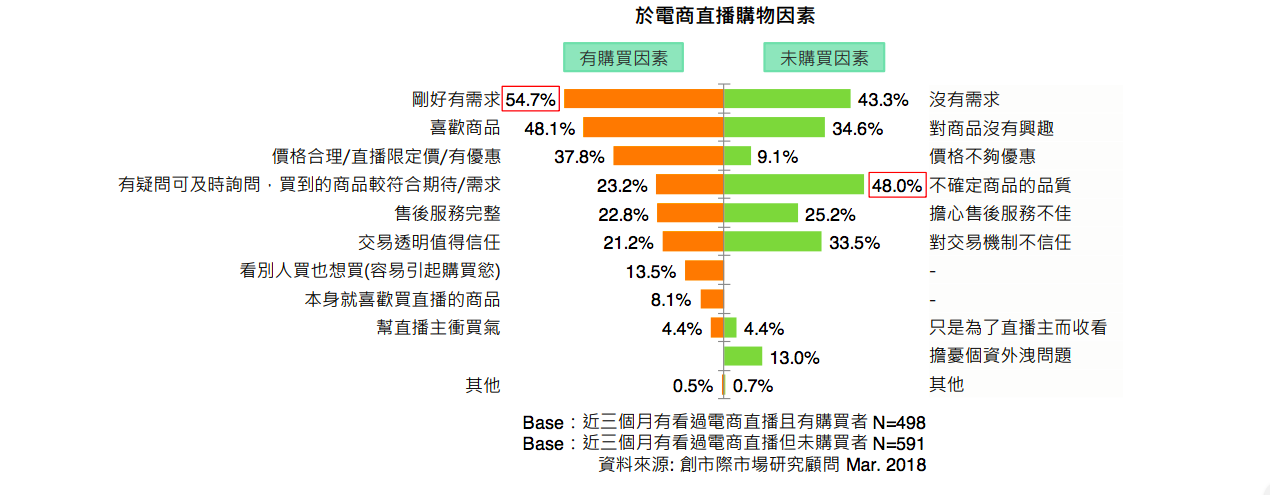 於電商直播購物因素
有購買因素 未購買因素
剛好有需求 54.7% 43.3% 沒有需求
喜歡商品 48.1% 34.6% 對商品沒有興趣
價格合理/直播限定價/有優惠 37.8% 9.1% 價格不夠優惠
有疑問可及時詢問，買到的商品較符合期待/需求 23.2% 48.0% 不確定商品的品質
售後服務完整 22.8% 25.2% 擔心售後服務不佳
交易透明值得信任 21.2% 33.5% 對交易機制不信任
看別人買也想買(容易引起購買慾) 13.5% -
本身就喜歡買直播的商品 8.1% -
幫直播主衝買氣 4.4% 4.4% 只是為了直播主而收看
13.0% 擔憂個資外洩問題
其他 0.5% 0.7% 其他
Base：近三個月有看過電商直播且有購買者 N=498
Base：近三個月有看過電商直播但未購買者 N=591
資料來源: 創市際市場研究顧問 Mar. 2018